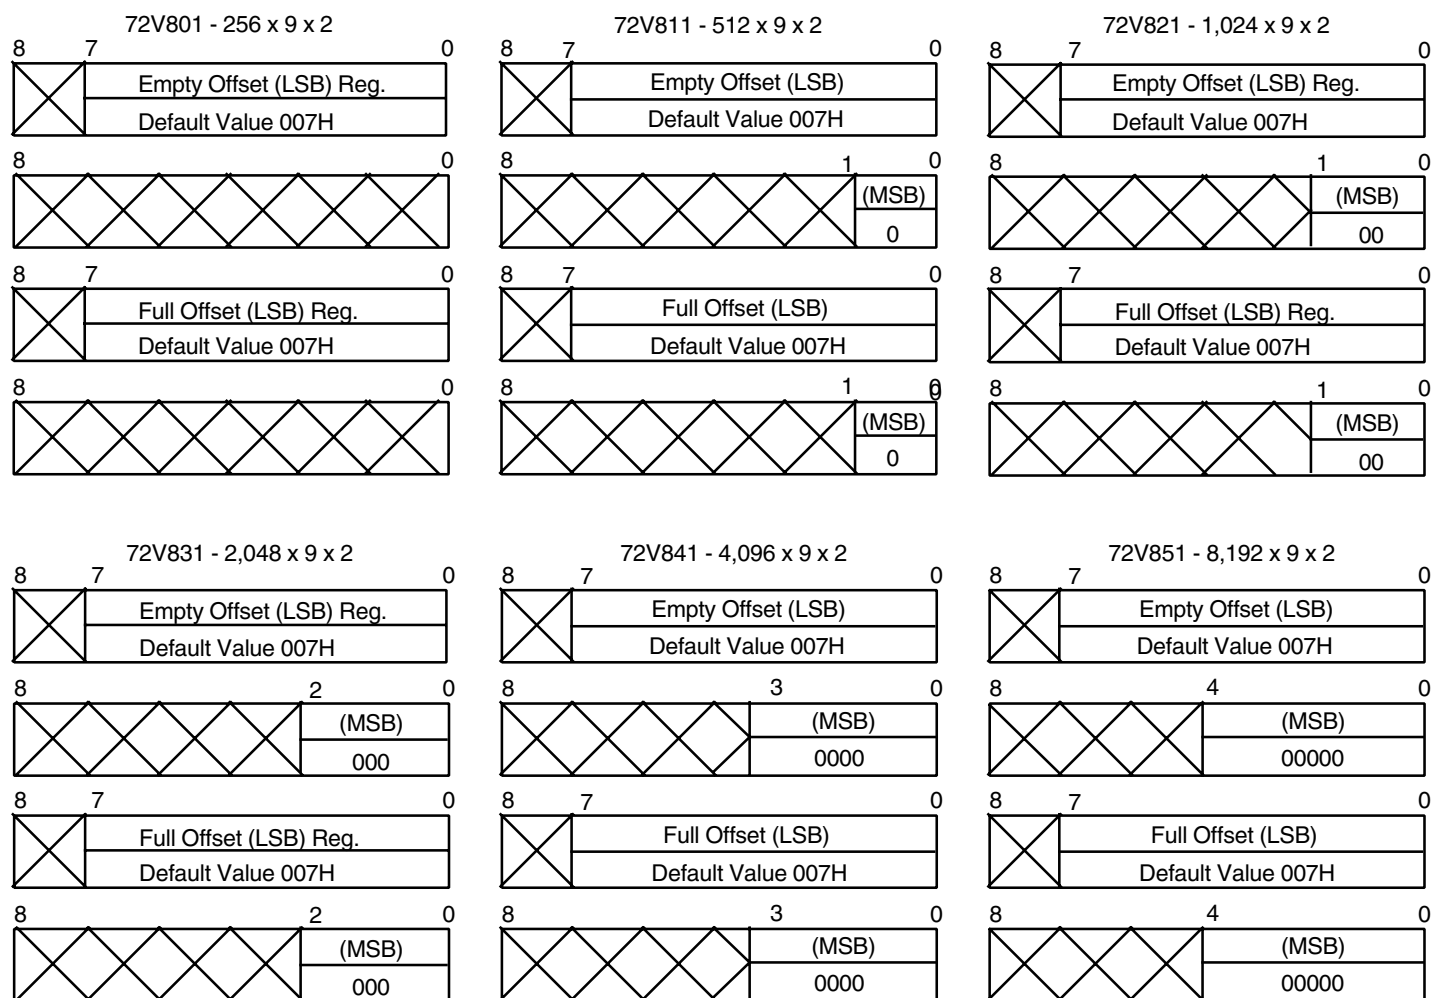 72V801 - 256 x 9 x 2
8 7 0
Empty Offset (LSB) Reg.
Default Value 007H
8 0
8 7 0
Full Offset (LSB) Reg.
Default Value 007H
8 0
72V811 - 512 x 9 x 2
8 7 0
Empty Offset (LSB)
Default Value 007H
8 1 0
(MSB)
0
8 7 0
Full Offset (LSB)
Default Value 007H
8 1 0
0
(MSB)
0
72V821 - 1,024 x 9 x 2
8 7 0
Empty Offset (LSB) Reg.
Default Value 007H
8 1 0
(MSB)
00
8 7 0
Full Offset (LSB) Reg.
Default Value 007H
8 1 0
(MSB)
00
72V831 - 2,048 x 9 x 2
8 7 0
Empty Offset (LSB) Reg.
Default Value 007H
8 2 0
(MSB)
000
8 7 0
Full Offset (LSB) Reg.
Default Value 007H
8 2 0
(MSB)
000
72V841 - 4,096 x 9 x 2
8 7 0
Empty Offset (LSB)
Default Value 007H
8 3 0
(MSB)
0000
8 7 0
Full Offset (LSB)
Default Value 007H
8 3 0
(MSB)
0000
72V851 - 8,192 x 9 x 2
8 7 0
Empty Offset (LSB)
Default Value 007H
8 4 0
(MSB)
00000
8 7 0
Full Offset (LSB)
Default Value 007H
8 4 0
(MSB)
00000